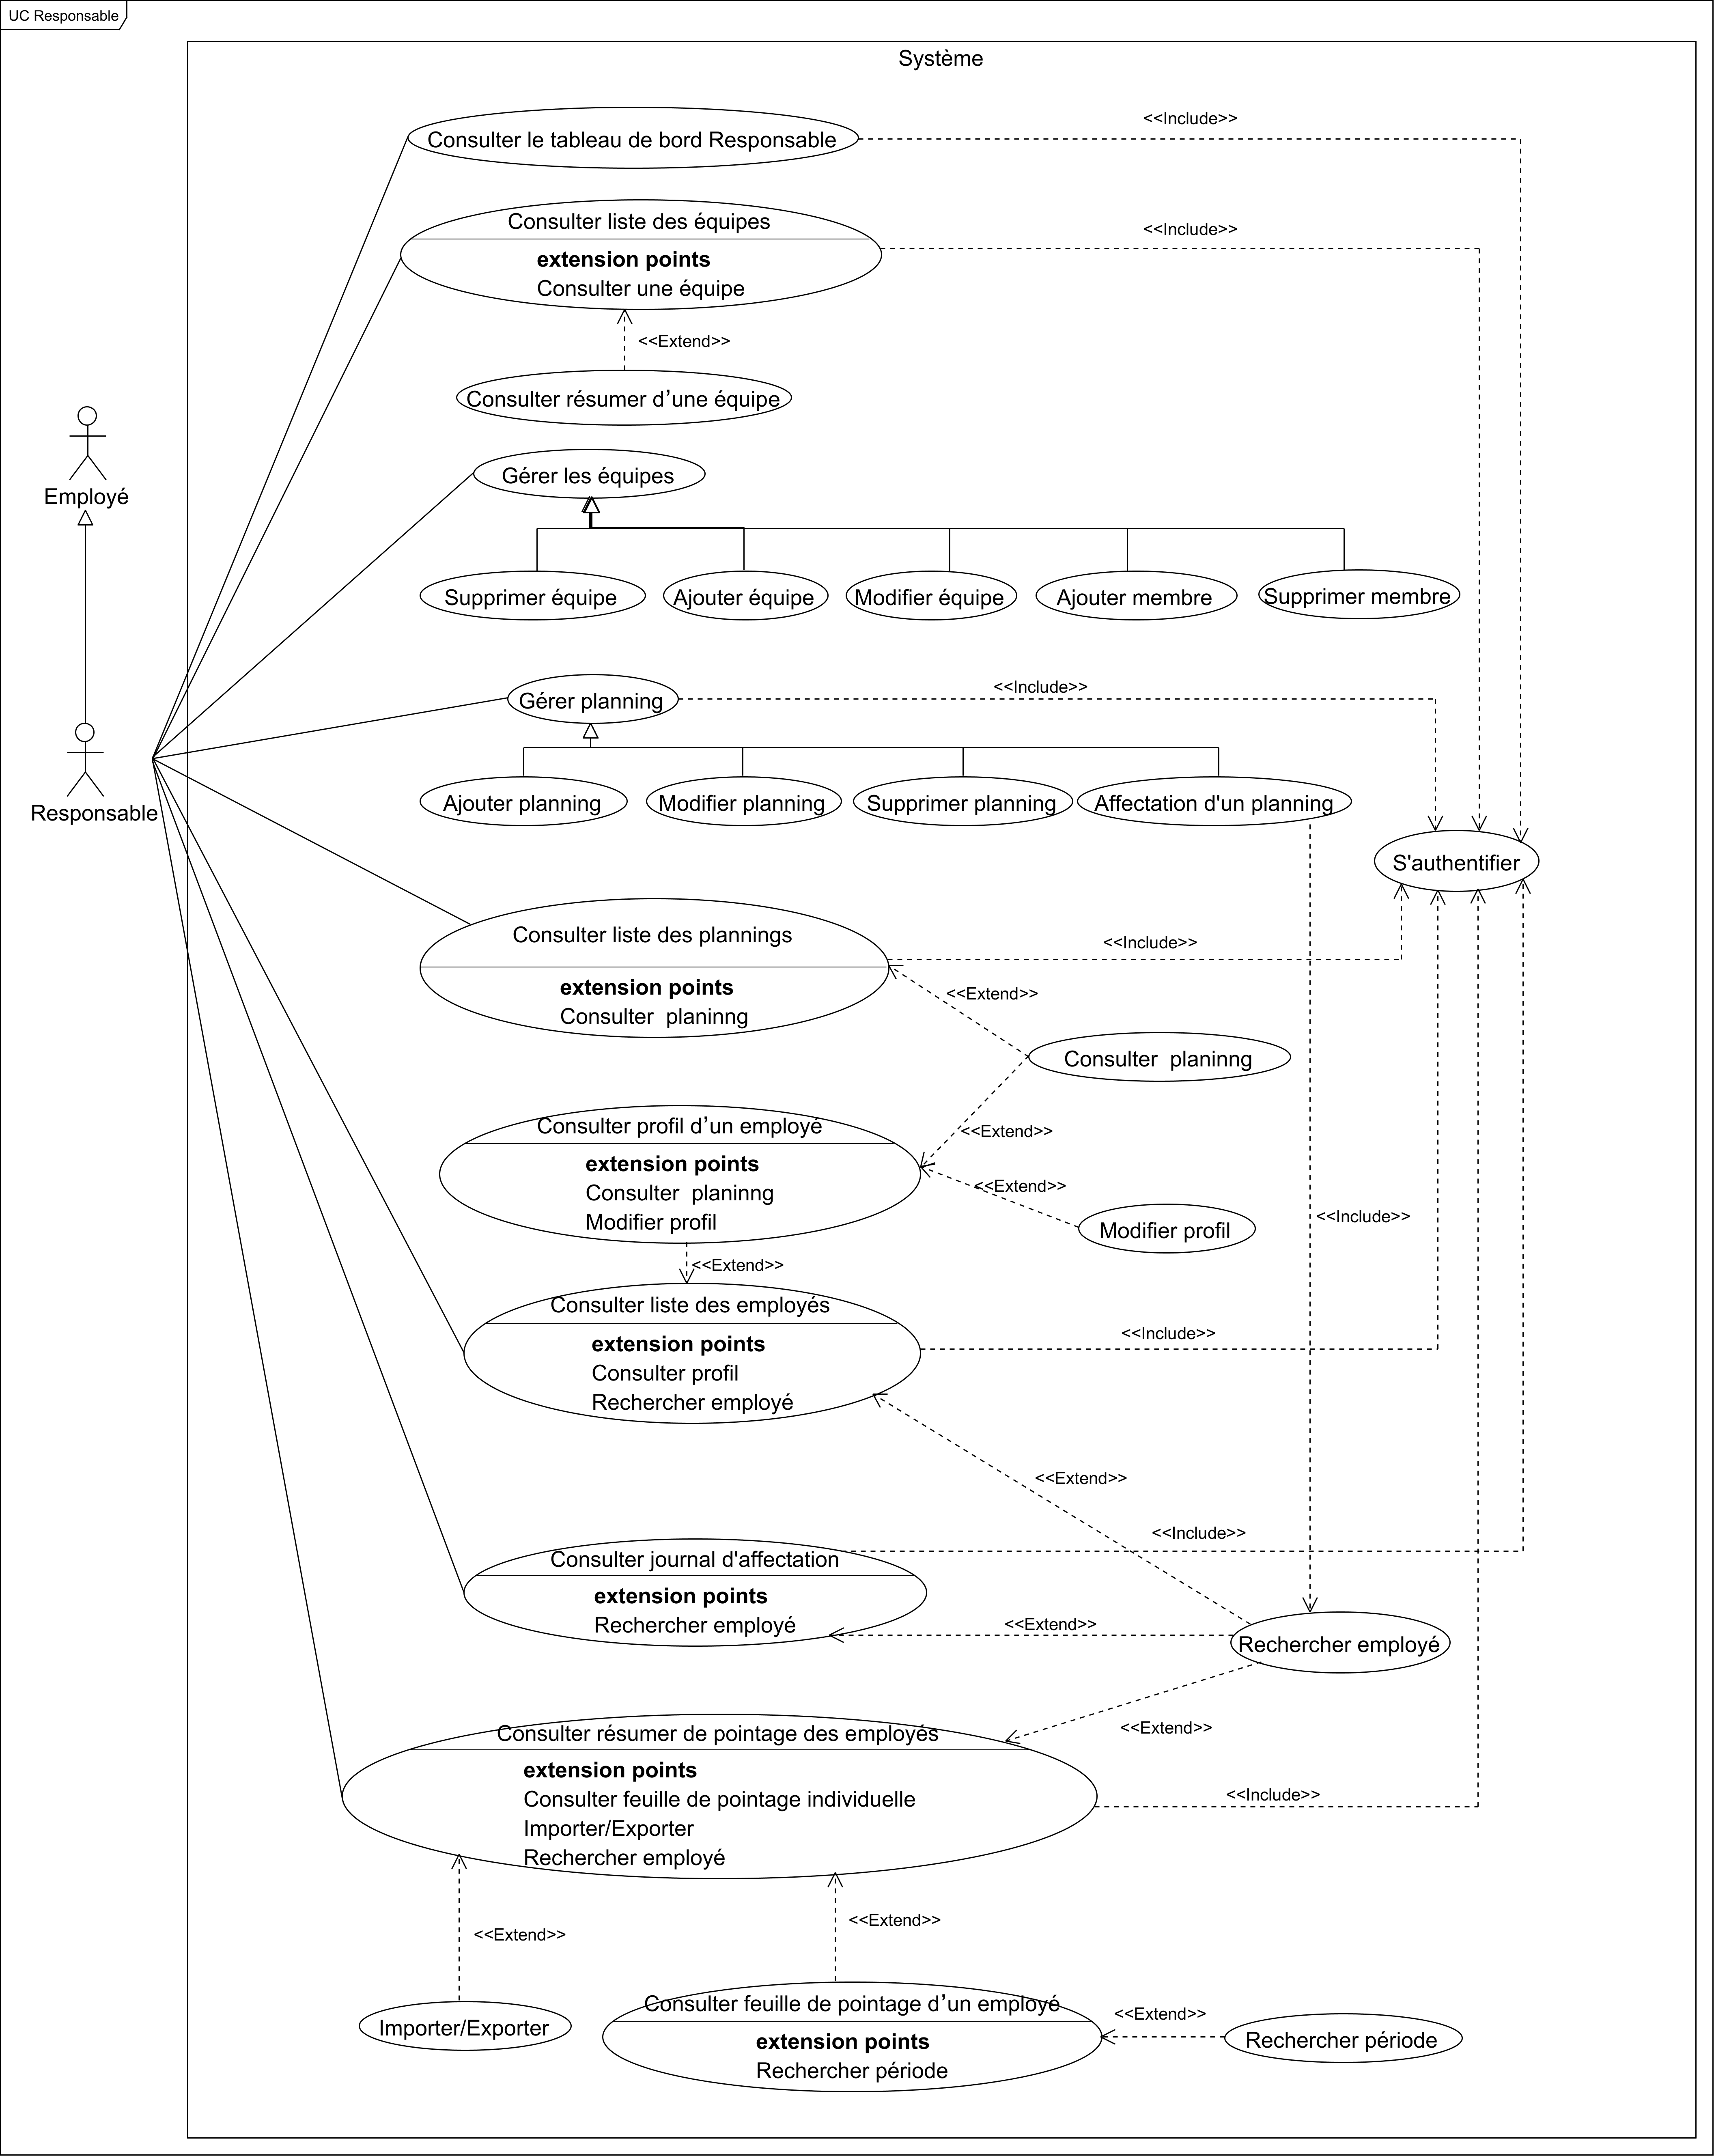 UC Responsable
Système
Consulter le tableau de bord Responsable
<<Include>>
Consulter liste des équipes
extension points
Consulter une équipe
<<Include>>
<<Extend>>
Consulter résumer d’une équipe
Employé
Gérer les équipes
Supprimer équipe
Ajouter équipe
Modifier équipe
Ajouter membre
Supprimer membre
Gérer planning
<<Include>>
Responsable
Ajouter planning
Modifier planning
Supprimer planning
Affectation d'un planning
S'authentifier
Consulter liste des plannings
extension points
Consulter  planinng
<<Include>>
<<Extend>>
Consulter  planinng
Consulter profil d’un employé
extension points
Consulter  planinng
Modifier profil
<<Extend>>
<<Extend>>
Modifier profil
<<Include>>
<<Extend>>
Consulter liste des employés
extension points
Consulter profil
Rechercher employé
<<Include>>
<<Extend>>
<<Include>>
Consulter journal d'affectation
extension points
Rechercher employé
<<Extend>>
Rechercher employé
<<Extend>>
Consulter résumer de pointage des employés
extension points
Consulter feuille de pointage individuelle
Importer/Exporter
Rechercher employé
<<Include>>
<<Extend>>
<<Extend>>
Importer/Exporter
Consulter feuille de pointage d’un employé
extension points
Rechercher période
<<Extend>>
Rechercher période